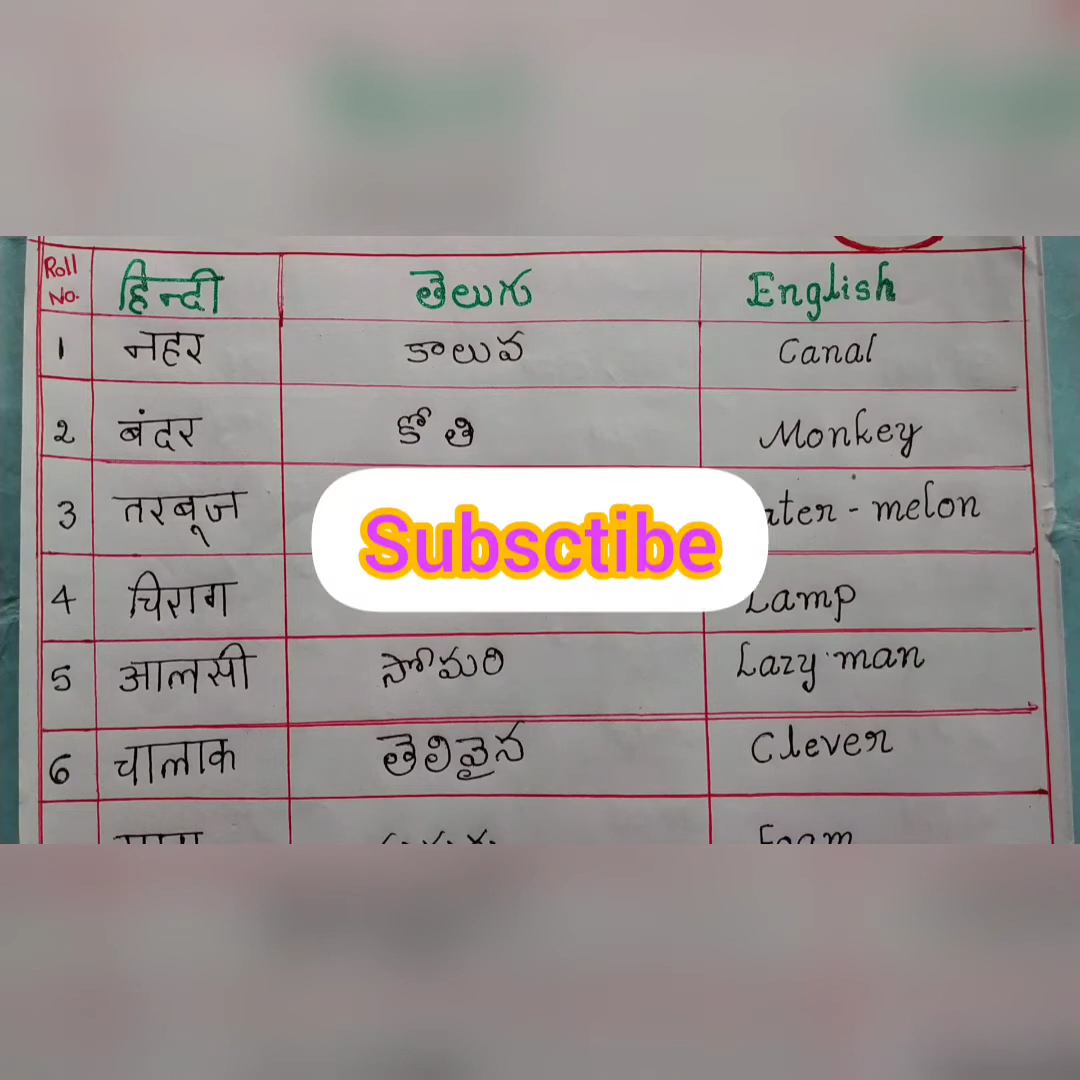 Roll No. हिन्दी తెలుగు English
1 नहर కాలువ Canal
2 बंदर కోతి Monkey
3 तरबूज ater - melon
Subsctibe
4 चिराग Lamp
5 आलसी సోమరి Lazy man
6 चालाक తెలివైన Clever